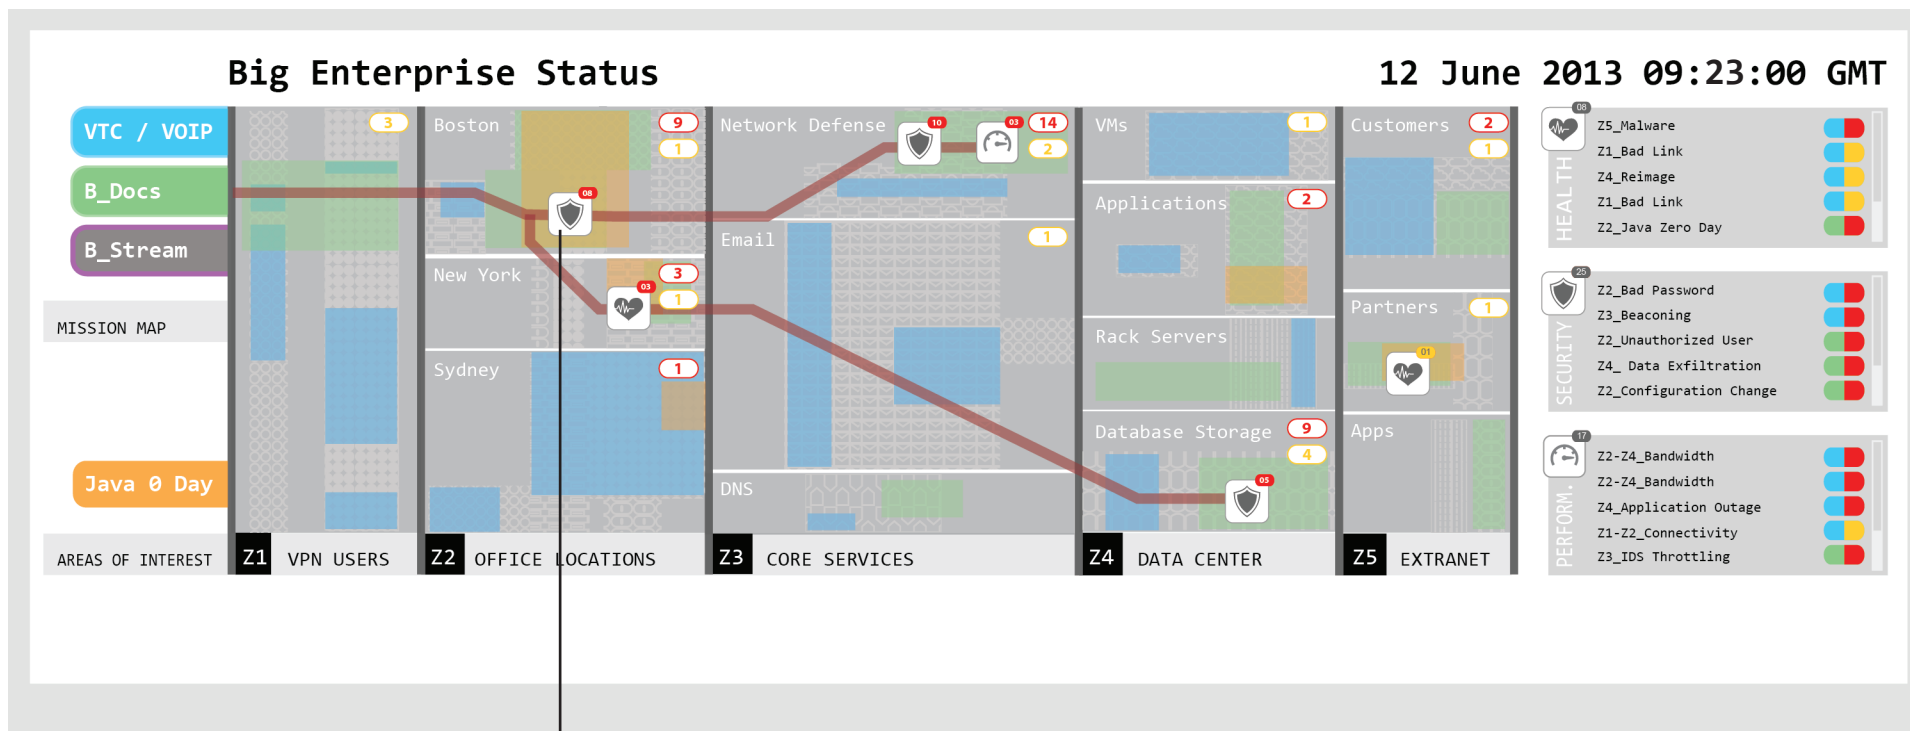 Big Enterprise Status
12 June 2013 09:23:00 GMT
VTC / VOIP
B_Docs
B_Stream
MISSION MAP
Java 0 Day
AREAS OF INTEREST
3
Z1 VPN USERS
Boston
9
1
08
New York
3
1
03
Sydney
1
Z2 OFFICE LOCATIONS
Network Defense
10
03
14
2
Email
1
DNS
Z3 CORE SERVICES
VMs
1
Applications
2
Rack Servers
Database Storage
9
4
05
Z4 DATA CENTER
Customers
2
1
Partners
1
01
Apps
Z5 EXTRANET
08
HEALTH
Z5_Malware
Z1_Bad Link
Z4_Reimage
Z1_Bad Link
Z2_Java Zero Day
25
SECURITY
Z2_Bad Password
Z3_Beaconing
Z2_Unauthorized User
Z4_ Data Exfiltration
Z2_Configuration Change
17
PERFORM.
Z2-Z4_Bandwidth
Z2-Z4_Bandwidth
Z4_Application Outage
Z1-Z2_Connectivity
Z3_IDS Throttling